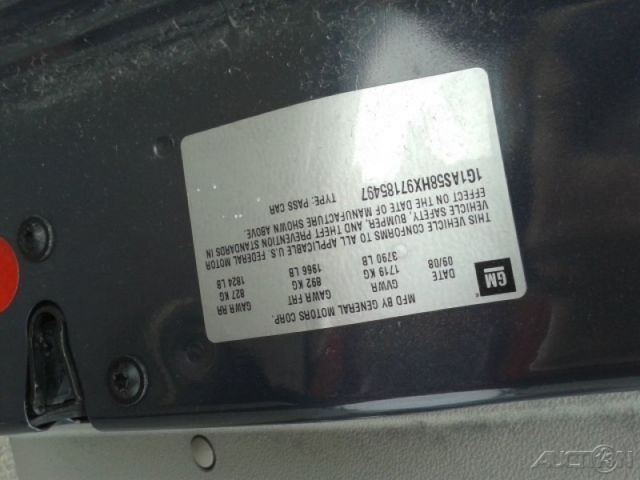 MFD BY GENERAL MOTORS CORP.
GM
DATE GVWR GAWR FRT GAWR RR
09/08 1719 KG 892 KG 827 KG
3790 LB 1966 LB 1824 LB
THIS VEHICLE CONFORMS TO ALL APPLICABLE U.S. FEDERAL MOTOR
VEHICLE SAFETY, BUMPER, AND THEFT PREVENTION STANDARDS IN
EFFECT ON THE DATE OF MANUFACTURE SHOWN ABOVE.
1G1AS58HX97185497 TYPE: PASS CAR
AUCTION123